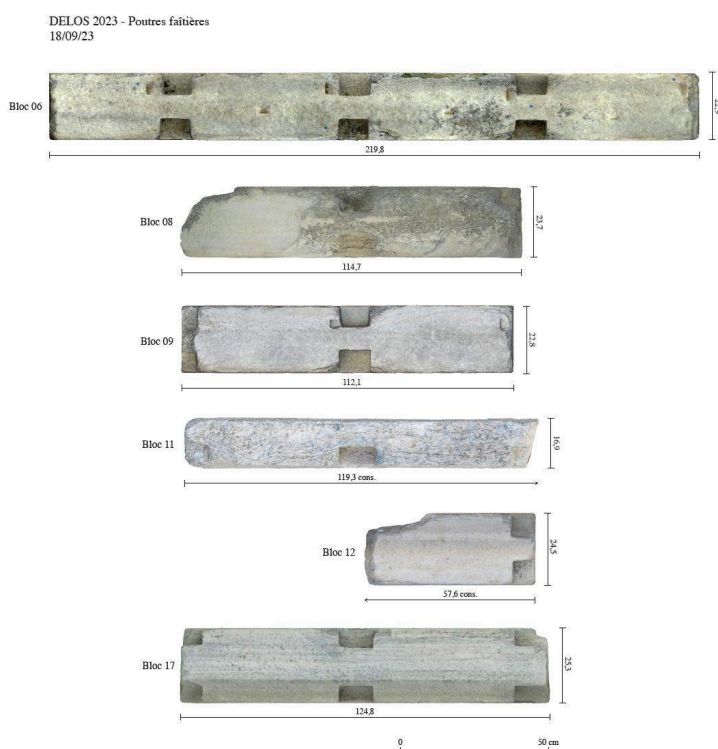 DELOS 2023 - Poutres faîtières
18/09/23
Bloc 06
219,8
Bloc 08
23,7
114,7
Bloc 09
22,8
112,1
Bloc 11
16,9
119,3 cons.
Bloc 12
24,5
57,6 cons.
Bloc 17
25,3
124,8
0
50 cm